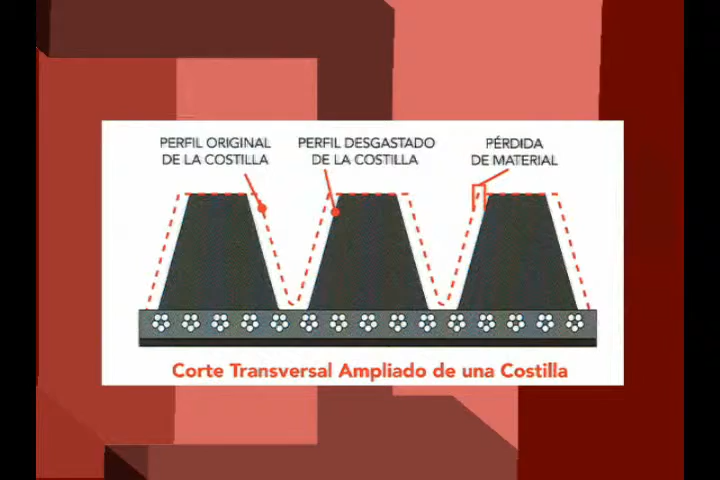 PERFIL ORIGINAL
DE LA COSTILLA
PERFIL DESGASTADO
DE LA COSTILLA
PÉRDIDA
DE MATERIAL
Corte Transversal Ampliado de una Costilla